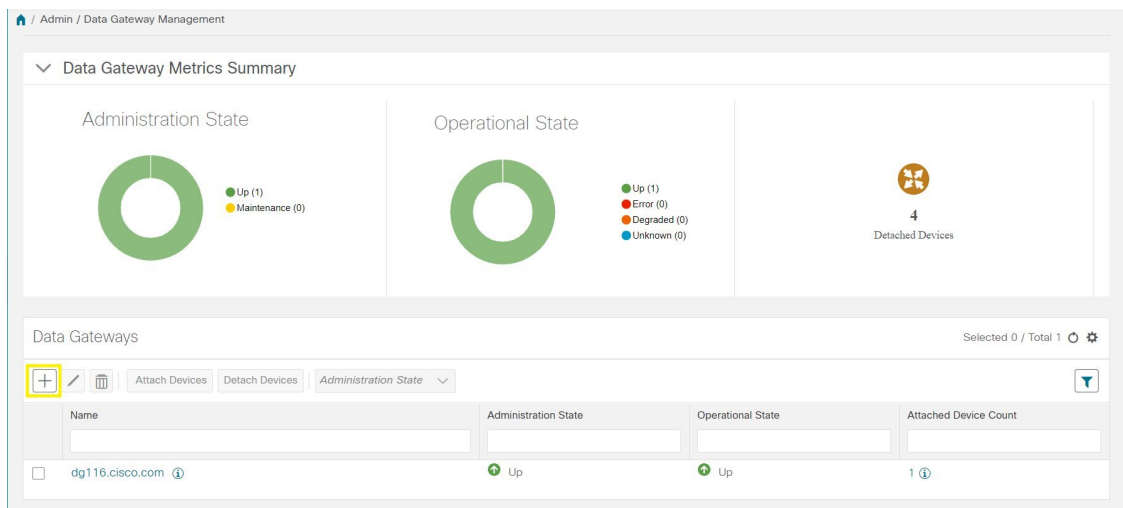 / Admin / Data Gateway Management
Data Gateway Metrics Summary
Administration State
Up (1)
Maintenance (0)
Operational State
Up (1)
Error (0)
Degraded (0)
Unknown (0)
4
Detached Devices
Data Gateways
Selected 0 / Total 1
Attach Devices Detach Devices Administration State
Name Administration State Operational State Attached Device Count
dg116.cisco.com Up Up 1